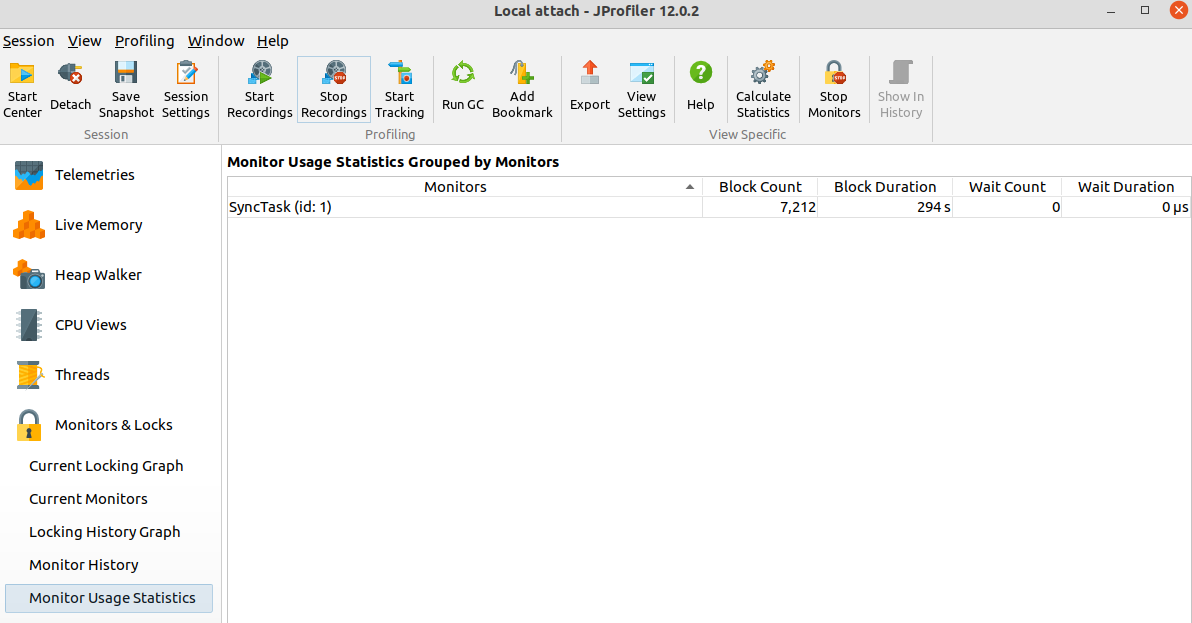 Local attach - JProfiler 12.0.2
Session View Profiling Window Help
Start Center
Detach
Save Snapshot
Session Settings
Start Recordings
Stop Recordings
Start Tracking
Run GC
Add Bookmark
Export
View Settings
Help
Calculate Statistics
Stop Monitors
Show In History
Session
Profiling
View Specific
Telemetries
Live Memory
Heap Walker
CPU Views
Threads
Monitors & Locks
Current Locking Graph
Current Monitors
Locking History Graph
Monitor History
Monitor Usage Statistics
Monitor Usage Statistics Grouped by Monitors
Monitors Block Count Block Duration Wait Count Wait Duration
SyncTask (id: 1) 7,212 294 s 0 0 µs